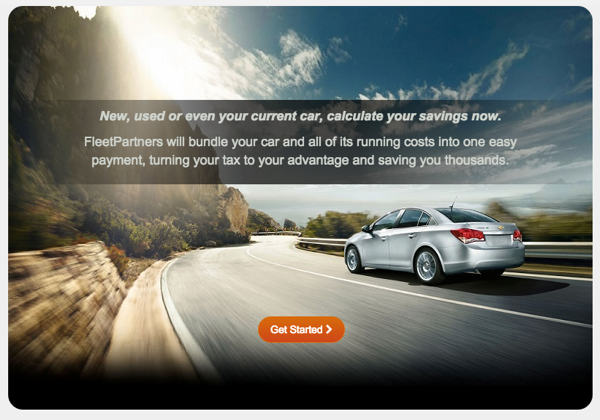 New, used or even your current car, calculate your savings now.
FleetPartners will bundle your car and all of its running costs into one easy
payment, turning your tax to your advantage and saving you thousands.
Get Started